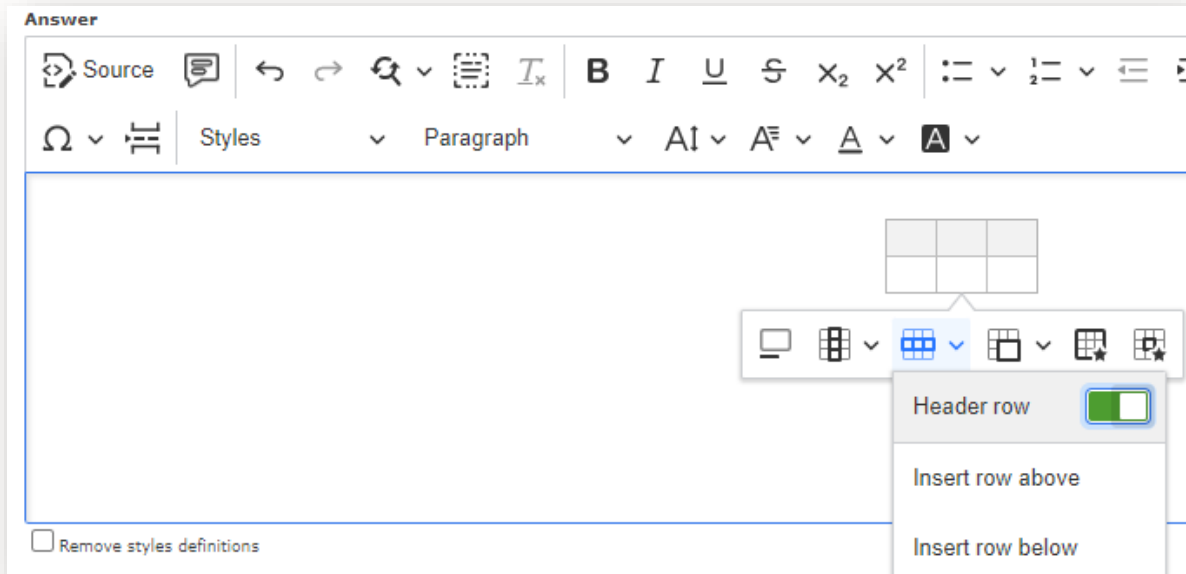 Answer
Source
Styles Paragraph
Header row
Insert row above
Insert row below
Remove styles definitions